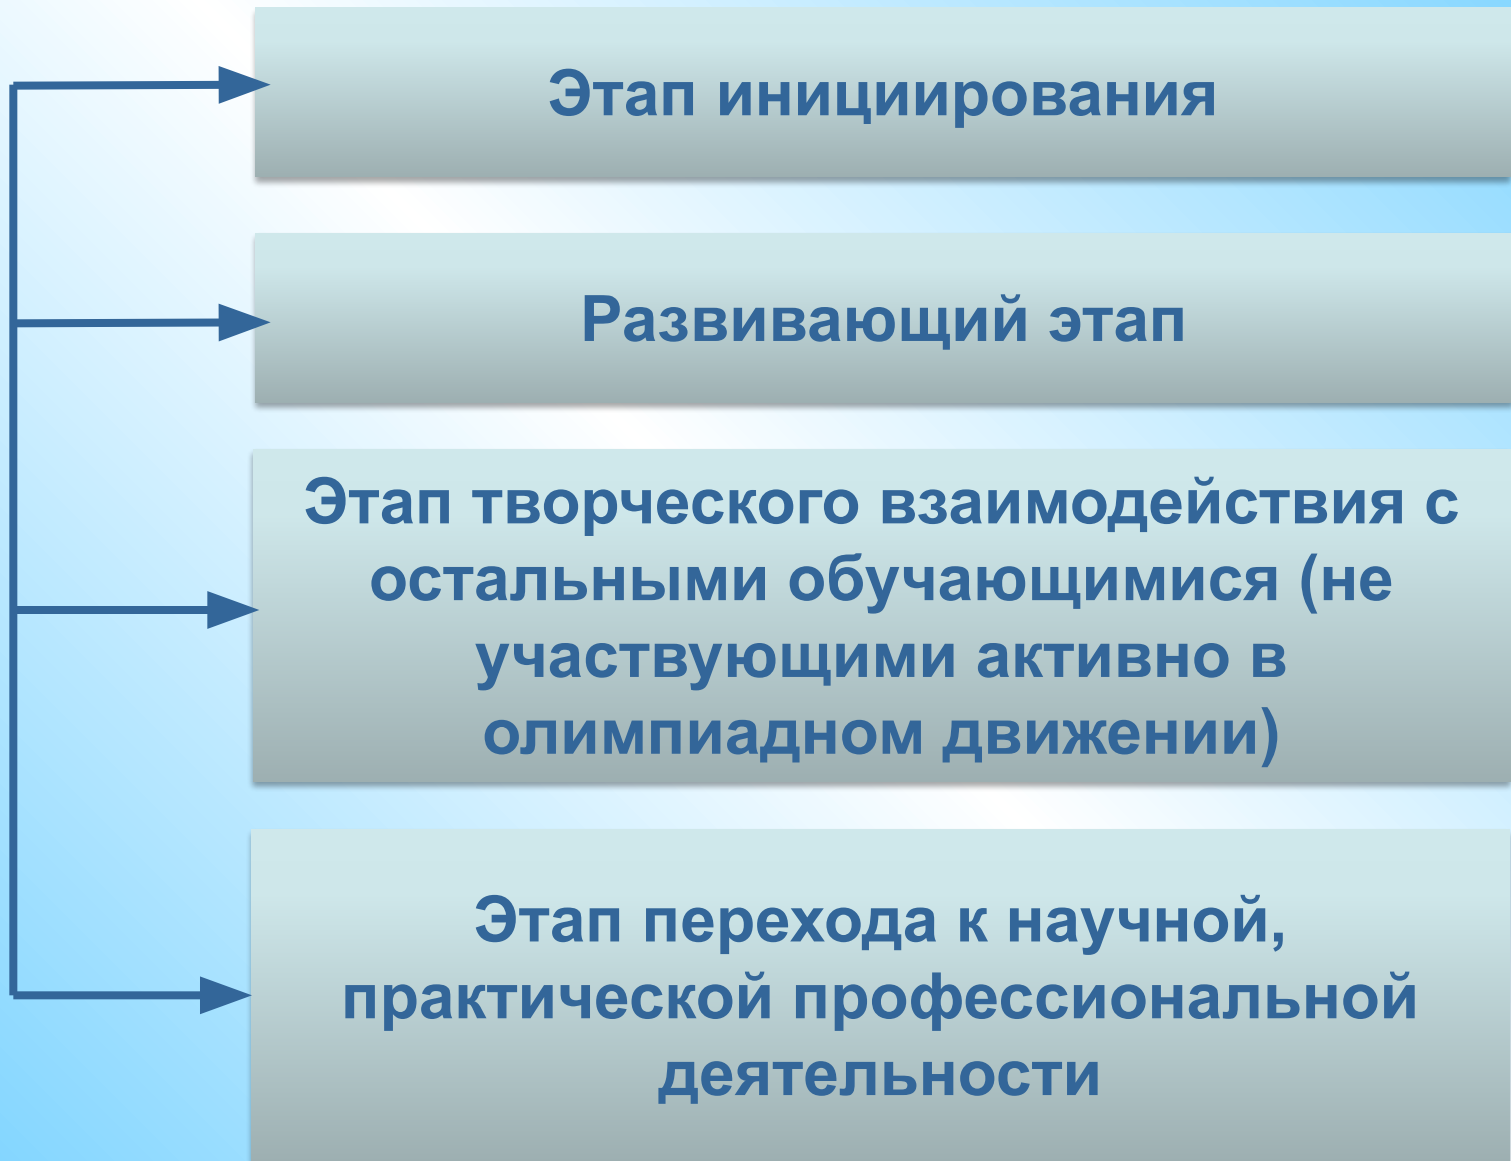 Этап инициирования
Развивающий этап
Этап творческого взаимодействия с
остальными обучающимися (не
участвующими активно в
олимпиадном движении)
Этап перехода к научной,
практической профессиональной
деятельности